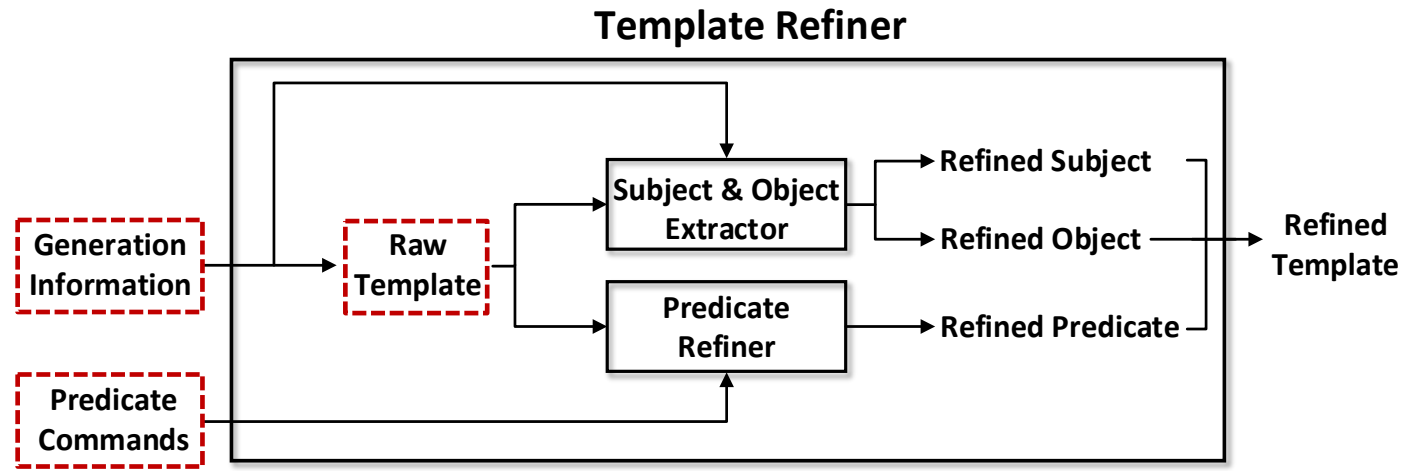 Template Refiner
Generation
Information
Raw
Template
Subject & Object
Extractor
Refined Subject
Refined Object
Refined
Template
Predicate
Refiner
Refined Predicate
Predicate
Commands